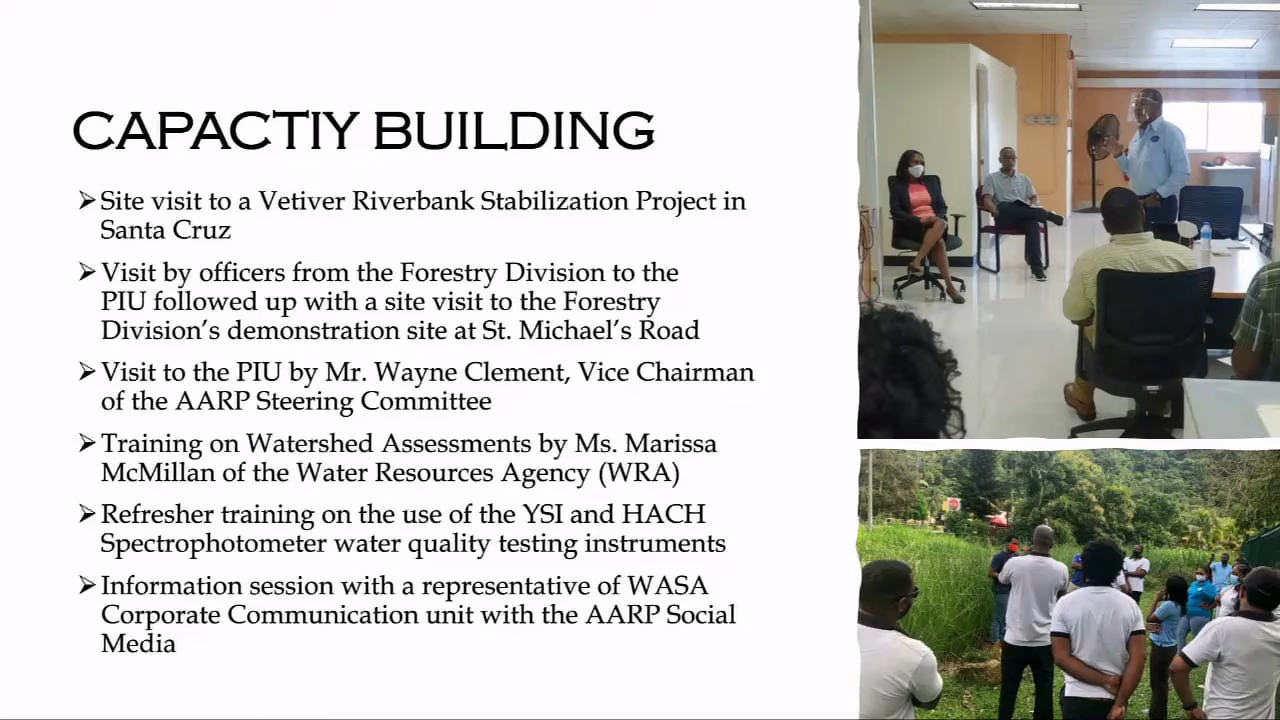 CAPACTIY BUILDING
➢Site visit to a Vetiver Riverbank Stabilization Project in
Santa Cruz
➢Visit by officers from the Forestry Division to the
PIU followed up with a site visit to the Forestry
Division’s demonstration site at St. Michael’s Road
➢Visit to the PIU by Mr. Wayne Clement, Vice Chairman
of the AARP Steering Committee
➢Training on Watershed Assessments by Ms. Marissa
McMillan of the Water Resources Agency (WRA)
➢Refresher training on the use of the YSI and HACH
Spectrophotometer water quality testing instruments
➢Information session with a representative of WASA
Corporate Communication unit with the AARP Social
Media